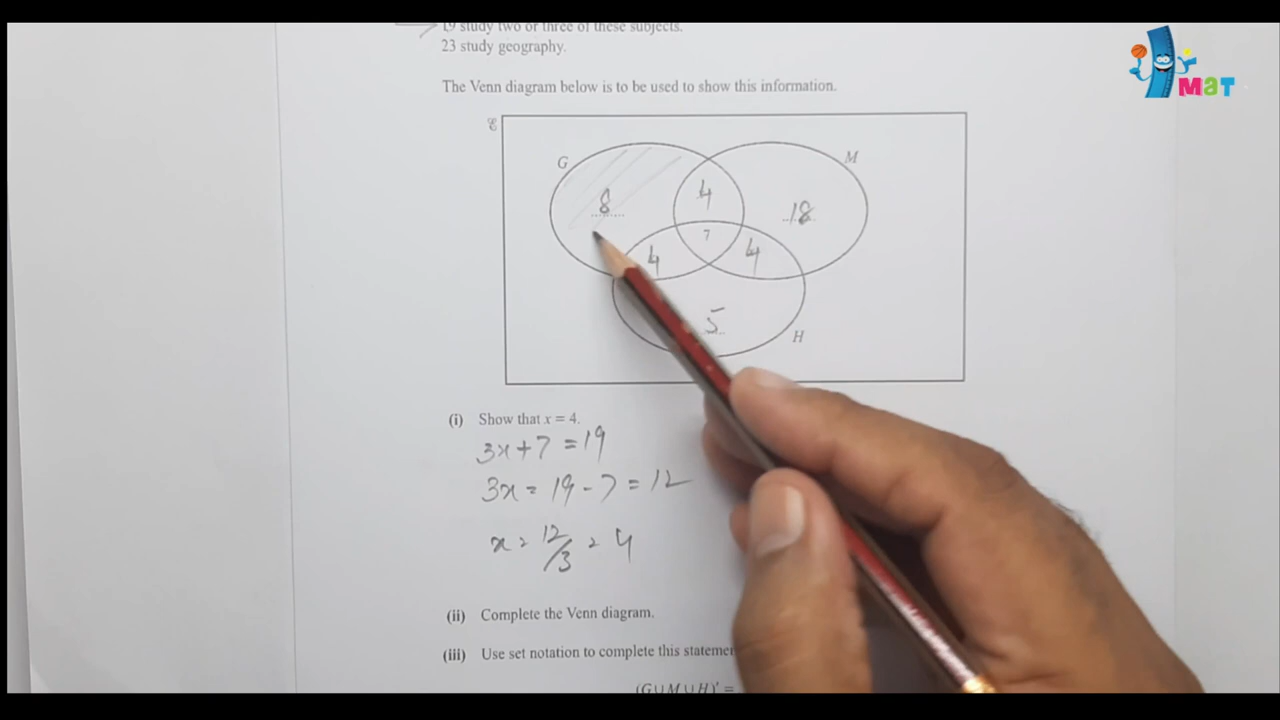 19 study two or three of these subjects.
23 study geography.
MaT
The Venn diagram below is to be used to show this information.
ℰ
G
M
8
4
18
7
4
4
5
H
(i) Show that x = 4.
3x+7 = 19
3x = 19 - 7 = 12
x = 12/3 = 4
(ii) Complete the Venn diagram.
(iii) Use set notation to complete this
(G∪M∪H)' =